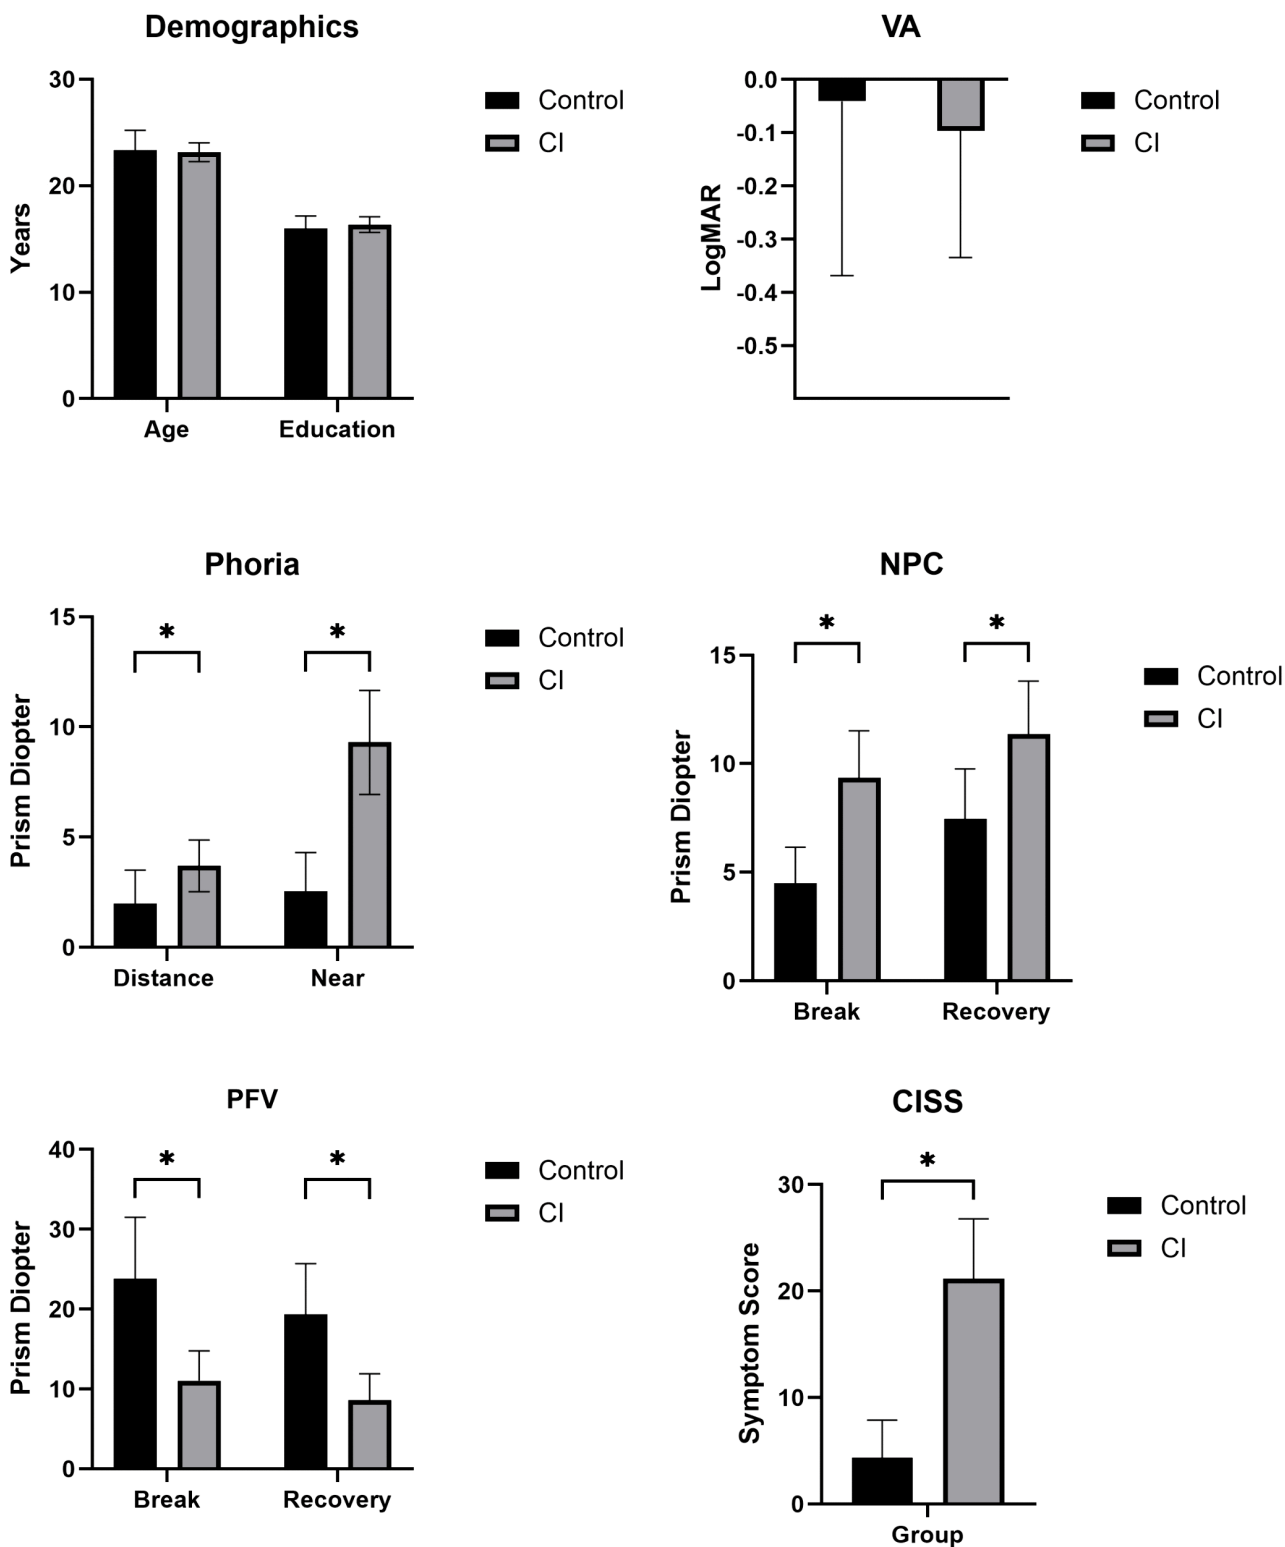 Demographics
Years
30
20
10
0
Age
Education
Control
CI
VA
LogMAR
0.0
-0.1
-0.2
-0.3
-0.4
-0.5
Control
CI
Phoria
Prism Diopter
15
10
5
0
*
*
Distance
Near
Control
CI
NPC
Prism Diopter
15
10
5
0
*
*
Break
Recovery
Control
CI
PFV
Prism Diopter
40
30
20
10
0
*
*
Break
Recovery
Control
CI
CISS
Symptom Score
30
20
10
0
*
Group
Control
CI